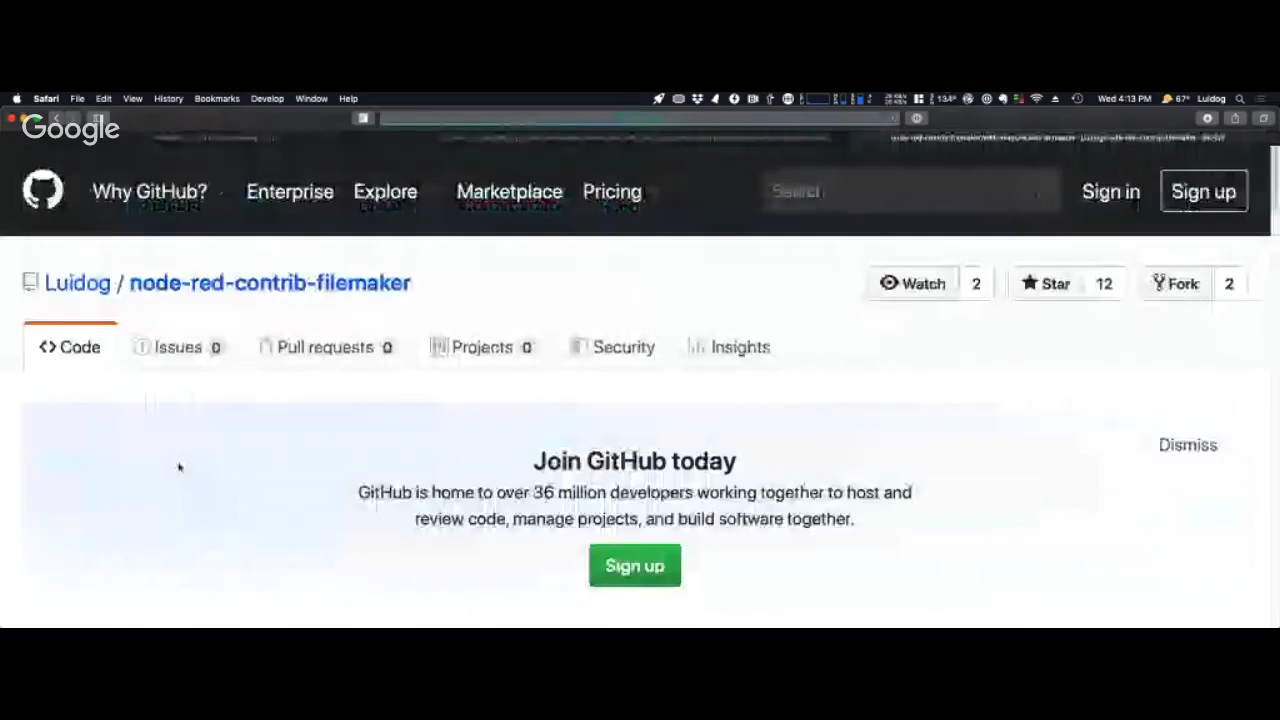 Safari File Edit View History Bookmarks Develop Window Help 134° Wed 4:13 PM 67° Luidog
Google
Why GitHub? Enterprise Explore Marketplace Pricing Search Sign in Sign up
Luidog / node-red-contrib-filemaker Watch 2 Star 12 Fork 2
Code Issues 0 Pull requests 0 Projects 0 Security Insights
Dismiss
Join GitHub today
GitHub is home to over 36 million developers working together to host and
review code, manage projects, and build software together.
Sign up